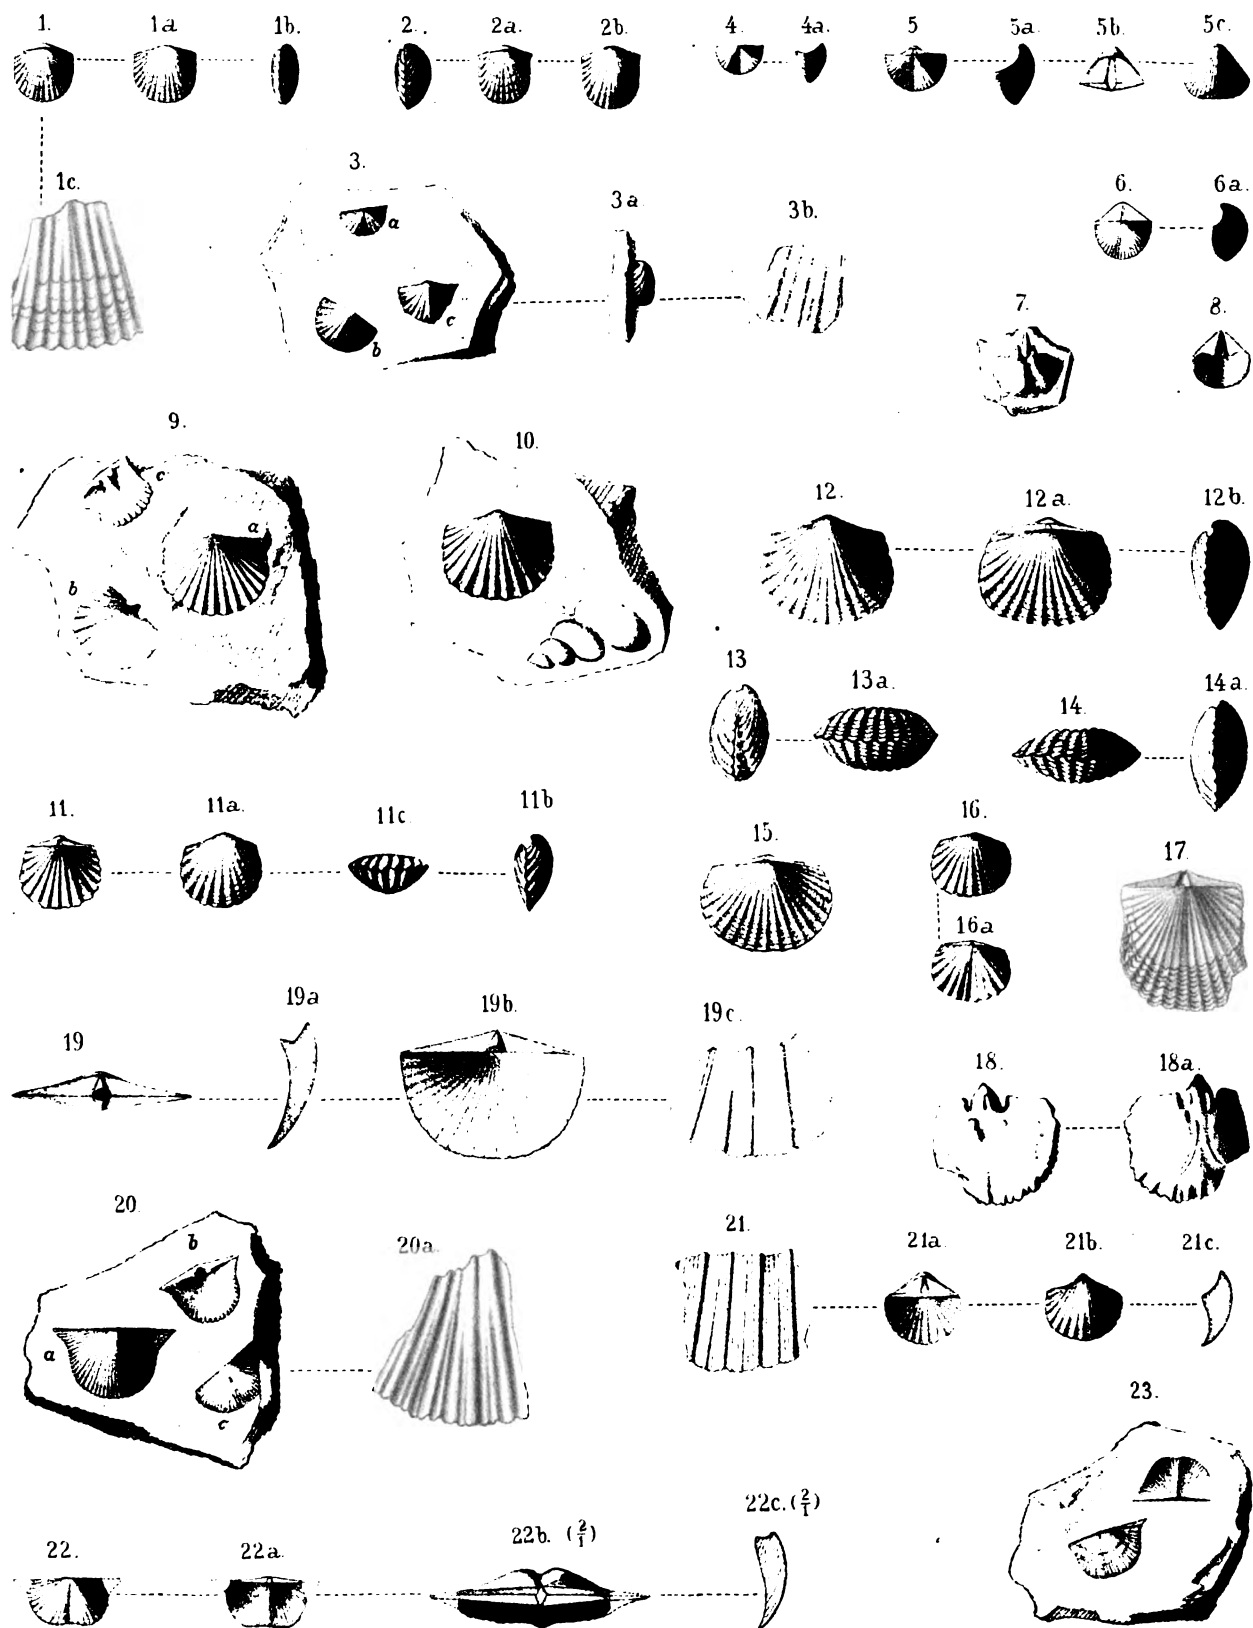 1. 1a 1b. 2. 2a. 2b. 4. 4a. 5 5a. 5b. 5c.
1c. 3. 3a 3b. 6. 6a.
a
b
c
7. 8.
9. 10. 12. 12a. 12b.
c
a
b
13 13a. 14. 14a.
11. 11a. 11c 11b 15. 16. 17.
16a
19 19a 19b. 19c. 18. 18a.
20. 20a. 21. 21a 21b. 21c.
b
a
c
23.
22. 22a. 22b. (2/1) 22c. (2/1)